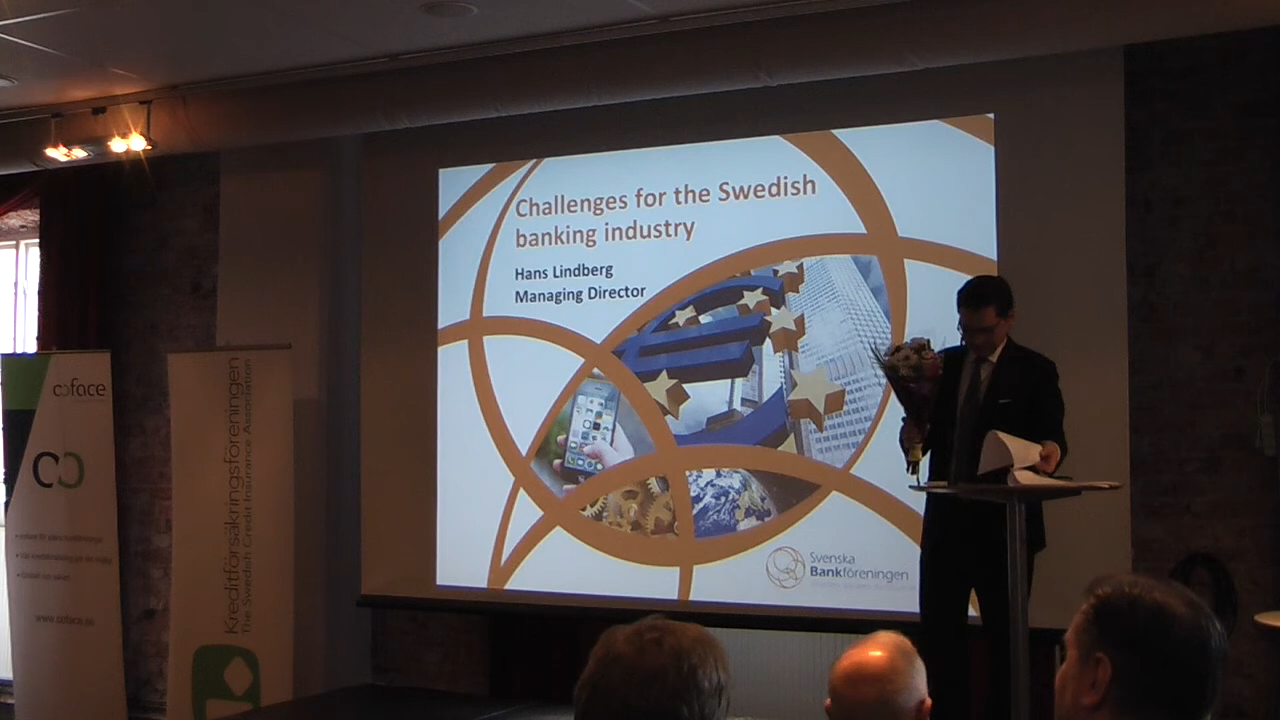 Challenges for the Swedish
banking industry
Hans Lindberg
Managing Director
Svenska
Bankföreningen
coface
www.coface.se
Kreditförsäkringsföreningen
The Swedish Credit Insurance Association